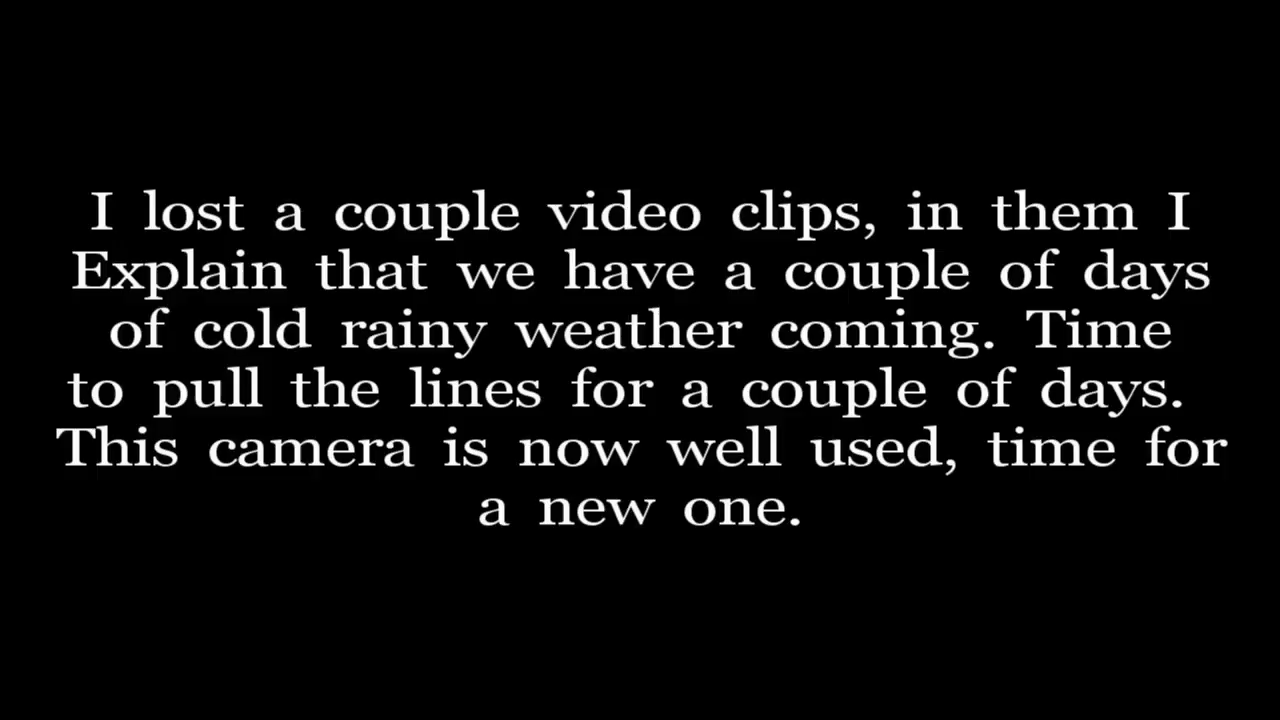 I lost a couple video clips, in them I
Explain that we have a couple of days
of cold rainy weather coming. Time
to pull the lines for a couple of days.
This camera is now well used, time for
a new one.